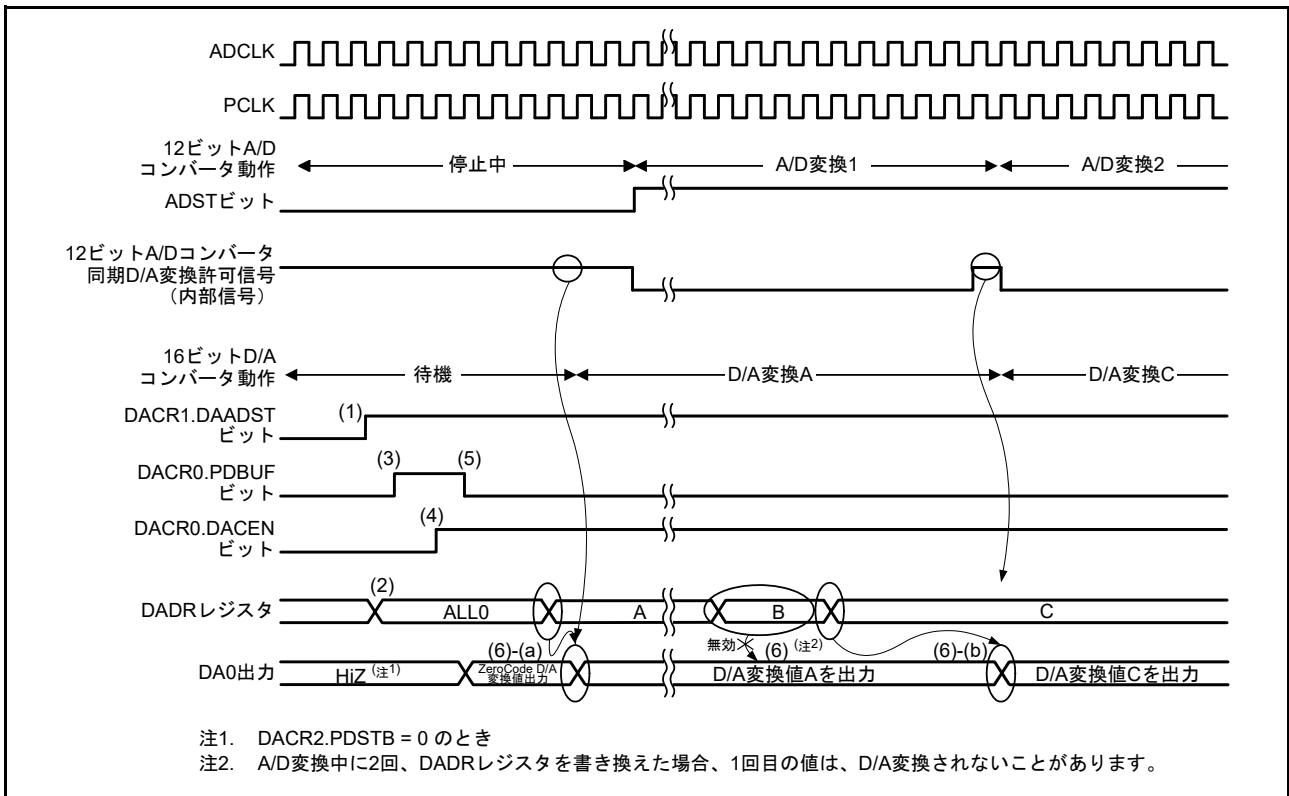 ADCLK
PCLK
12ビットA/D
コンバータ動作
停止中
A/D変換1
A/D変換2
ADSTビット
12ビットA/Dコンバータ
同期D/A変換許可信号
（内部信号）
16ビットD/A
コンバータ動作
待機
D/A変換A
D/A変換C
DACR1.DAADST
ビット
(1)
DACR0.PDBUF
ビット
(3)
(5)
DACR0.DACEN
ビット
(4)
DADRレジスタ
(2)
ALL0
A
B
C
無効
(6)-(a)
(6) (注2)
(6)-(b)
DA0出力
HiZ (注1)
ZeroCode D/A
変換値出力
D/A変換値Aを出力
D/A変換値Cを出力
注1. DACR2.PDSTB = 0 のとき
注2. A/D変換中に2回、DADRレジスタを書き換えた場合、1回目の値は、D/A変換されないことがあります。